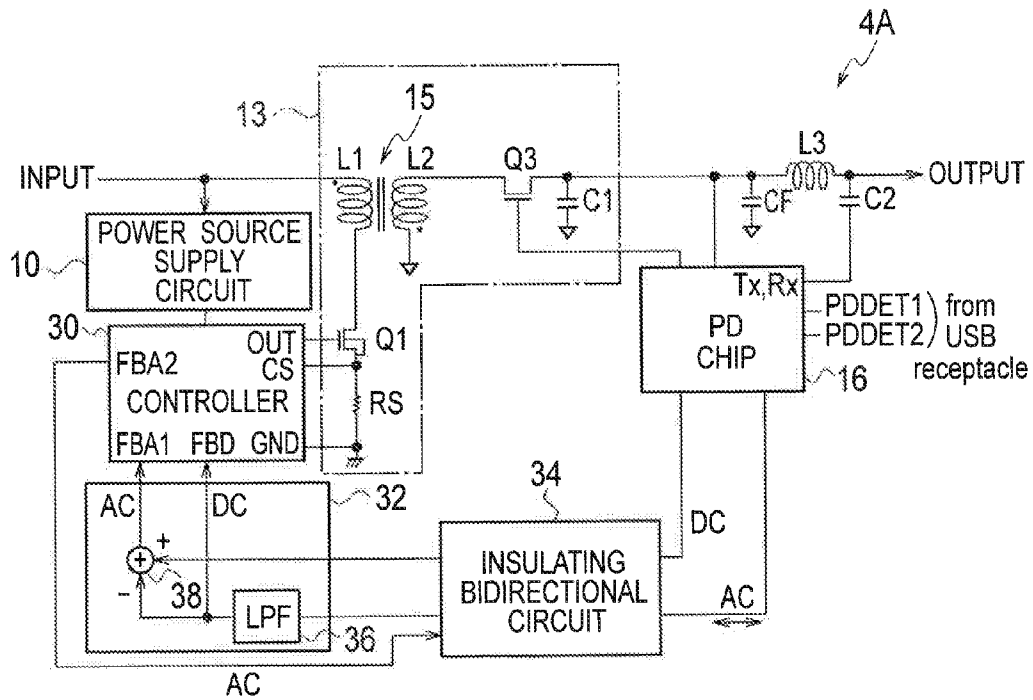 4A
13
15
L1
L2
Q3
L3
INPUT
OUTPUT
C1
CF
C2
POWER SOURCE
SUPPLY
CIRCUIT
10
Tx,Rx
PDDET1
PDDET2
from
USB
receptacle
PD
CHIP
16
30
OUT
CS
Q1
FBA2
CONTROLLER
RS
FBA1
FBD
GND
32
34
AC
DC
DC
+
+
38
−
LPF
36
INSULATING
BIDIRECTIONAL
CIRCUIT
AC
AC